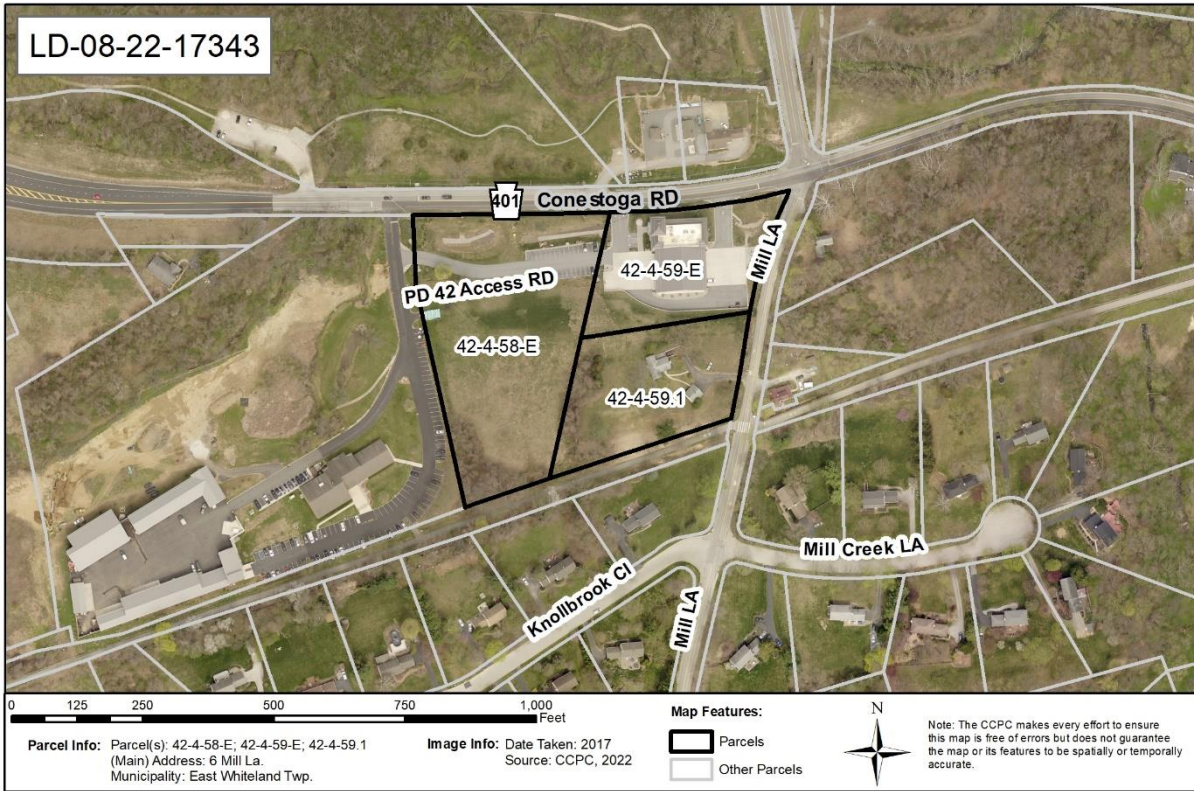 LD-08-22-17343
401 Conestoga RD
Mill LA
42-4-59-E
PD 42 Access RD
42-4-58-E
42-4-59.1
Mill Creek LA
Knollbrook CI
Mill LA
0 125 250 500 750 1,000
Feet
Parcel Info: Parcel(s): 42-4-58-E; 42-4-59-E; 42-4-59.1
(Main) Address: 6 Mill La.
Municipality: East Whiteland Twp.
Image Info: Date Taken: 2017
Source: CCPC, 2022
Map Features:
Parcels
Other Parcels
N
Note: The CCPC makes every effort to ensure
this map is free of errors but does not guarantee
the map or its features to be spatially or temporally
accurate.